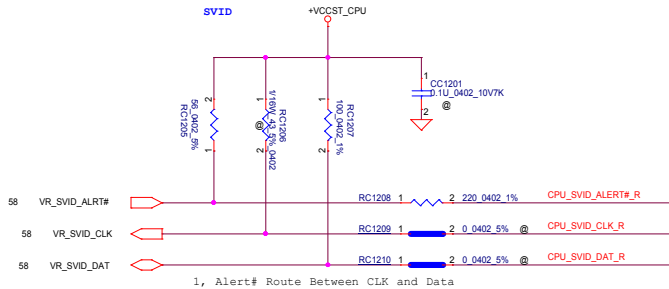 SVID
+VCCST_CPU
1
CC1201
0.1U_0402_10V7K
2
@
2
56_0402_5%
RC1205
1
1
1/16W_43_5%_0402
RC1206
@
2
1
RC1207
100_0402_1%
2
58 VR_SVID_ALRT# RC1208 1 2 220_0402_1% CPU_SVID_ALERT#_R
58 VR_SVID_CLK RC1209 1 2 0_0402_5% @ CPU_SVID_CLK_R
58 VR_SVID_DAT RC1210 1 2 0_0402_5% @ CPU_SVID_DAT_R
1, Alert# Route Between CLK and Data